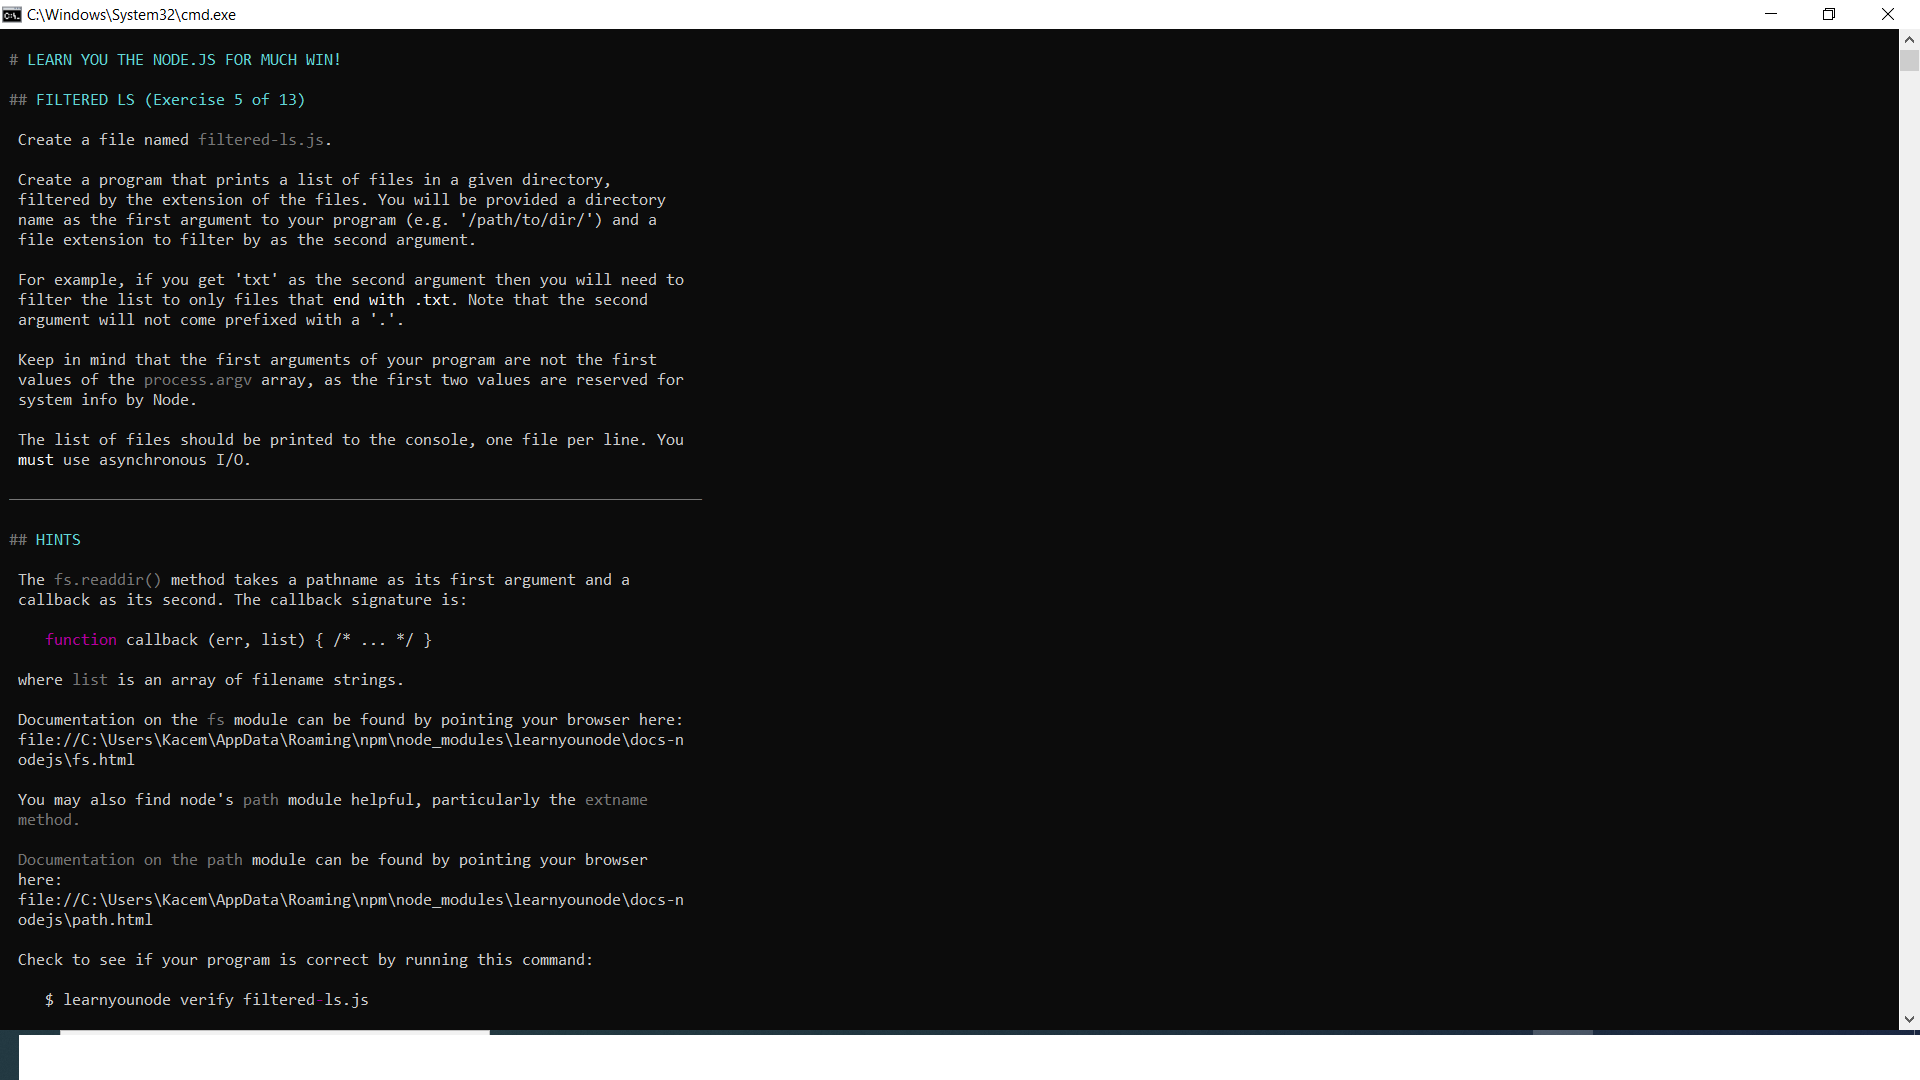 C:\Windows\System32\cmd.exe
# LEARN YOU THE NODE.JS FOR MUCH WIN!
## FILTERED LS (Exercise 5 of 13)
Create a file named filtered-ls.js.
Create a program that prints a list of files in a given directory,
filtered by the extension of the files. You will be provided a directory
name as the first argument to your program (e.g. '/path/to/dir/') and a
file extension to filter by as the second argument.
For example, if you get 'txt' as the second argument then you will need to
filter the list to only files that end with .txt. Note that the second
argument will not come prefixed with a '.'.
Keep in mind that the first arguments of your program are not the first
values of the process.argv array, as the first two values are reserved for
system info by Node.
The list of files should be printed to the console, one file per line. You
must use asynchronous I/O.
## HINTS
The fs.readdir() method takes a pathname as its first argument and a
callback as its second. The callback signature is:
function callback (err, list) { /* ... */ }
where list is an array of filename strings.
Documentation on the fs module can be found by pointing your browser here:
file://C:\Users\Kacem\AppData\Roaming\npm\node_modules\learnyounode\docs-n
odejs\fs.html
You may also find node's path module helpful, particularly the extname
method.
Documentation on the path module can be found by pointing your browser
here:
file://C:\Users\Kacem\AppData\Roaming\npm\node_modules\learnyounode\docs-n
odejs\path.html
Check to see if your program is correct by running this command:
$ learnyounode verify filtered-ls.js